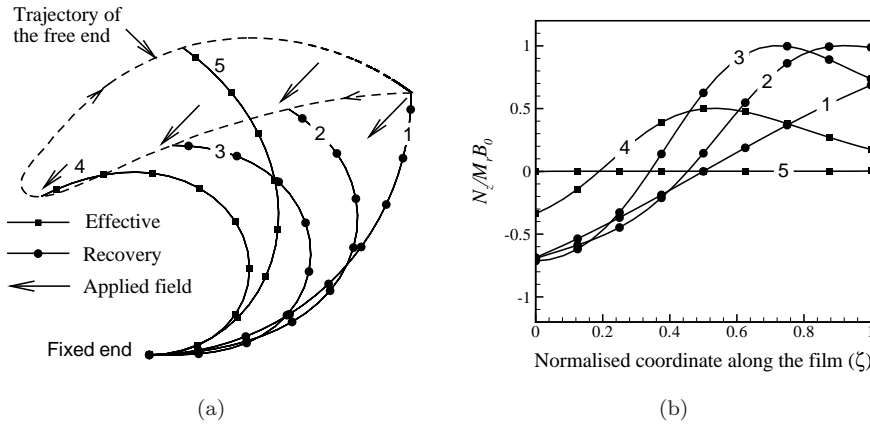 Trajectory of
the free end
5
1
2
3
4
Effective
Recovery
Applied field
Fixed end
(a)
N_z/M_rB_0
1
0.5
0
-0.5
-1
3
2
1
4
5
0 0.2 0.4 0.6 0.8 1
Normalised coordinate along the film (ζ)
(b)